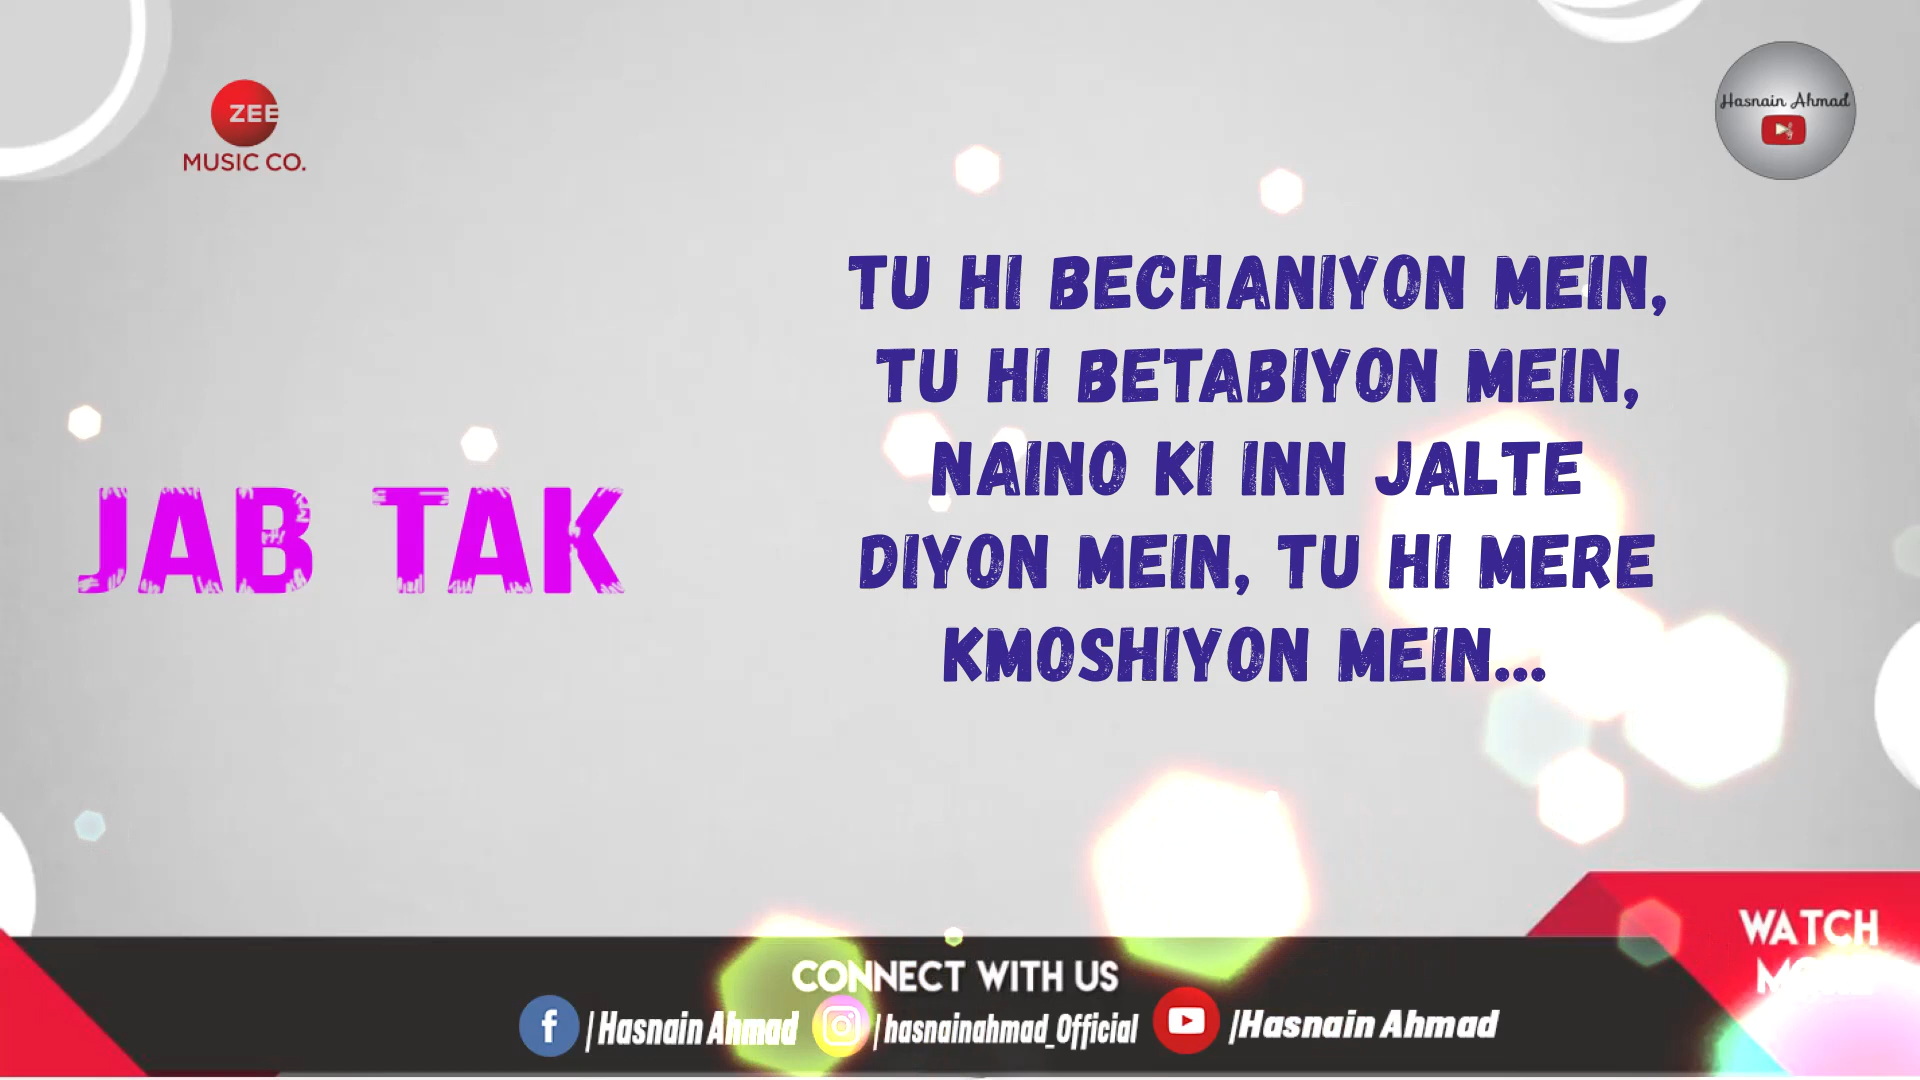 ZEE
MUSIC CO.
Hasnain Ahmad
TU HI BECHANIYON MEIN,
TU HI BETABIYON MEIN,
NAINO KI INN JALTE
DIYON MEIN, TU HI MERE
KMOSHIYON MEIN...
JAB TAK
WATCH
CONNECT WITH US
|Hasnain Ahmad |hasnainahmad_Official |Hasnain Ahmad